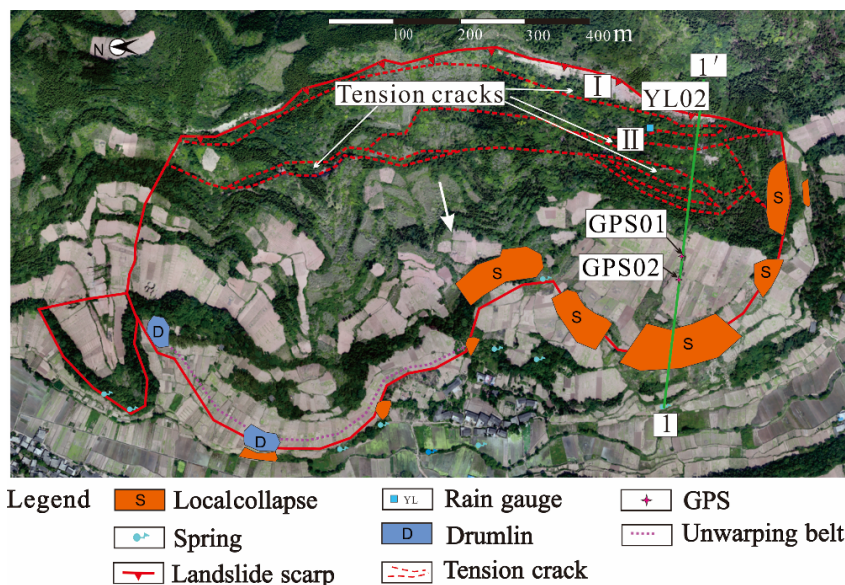 100 200 300 400 m
N
1′
I
YL02
Tension cracks
II
S
GPS01
GPS02
S
S
S
D
S
D
1
Legend
S Localcollapse
YL Rain gauge
GPS
Spring
D Drumlin
Unwarping belt
Landslide scarp
Tension crack